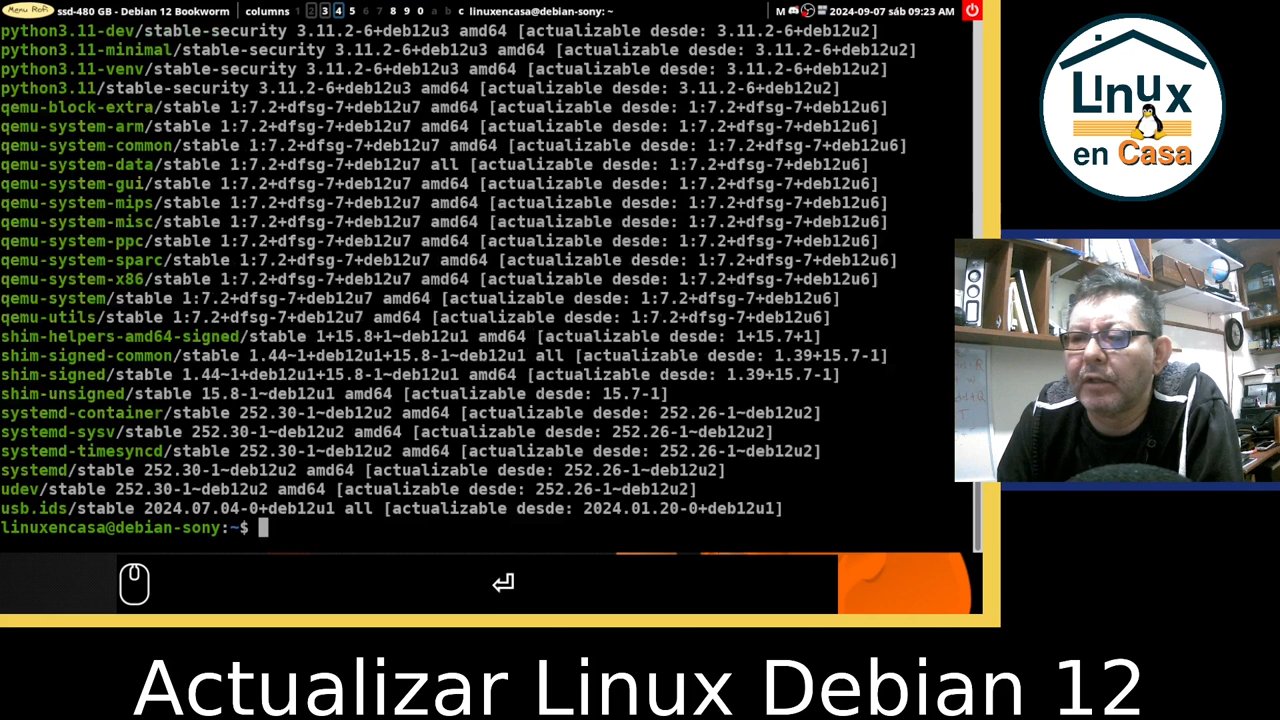 Menu Rofi ssd-480 GB - Debian 12 Bookworm columns 1 2 3 4 5 6 7 8 9 0 a b c linuxencasa@debian-sony: ~ M 2024-09-07 sáb 09:23 AM
python3.11-dev/stable-security 3.11.2-6+deb12u3 amd64 [actualizable desde: 3.11.2-6+deb12u2]
python3.11-minimal/stable-security 3.11.2-6+deb12u3 amd64 [actualizable desde: 3.11.2-6+deb12u2]
python3.11-venv/stable-security 3.11.2-6+deb12u3 amd64 [actualizable desde: 3.11.2-6+deb12u2]
python3.11/stable-security 3.11.2-6+deb12u3 amd64 [actualizable desde: 3.11.2-6+deb12u2]
qemu-block-extra/stable 1:7.2+dfsg-7+deb12u7 amd64 [actualizable desde: 1:7.2+dfsg-7+deb12u6]
qemu-system-arm/stable 1:7.2+dfsg-7+deb12u7 amd64 [actualizable desde: 1:7.2+dfsg-7+deb12u6]
qemu-system-common/stable 1:7.2+dfsg-7+deb12u7 amd64 [actualizable desde: 1:7.2+dfsg-7+deb12u6]
qemu-system-data/stable 1:7.2+dfsg-7+deb12u7 all [actualizable desde: 1:7.2+dfsg-7+deb12u6]
qemu-system-gui/stable 1:7.2+dfsg-7+deb12u7 amd64 [actualizable desde: 1:7.2+dfsg-7+deb12u6]
qemu-system-mips/stable 1:7.2+dfsg-7+deb12u7 amd64 [actualizable desde: 1:7.2+dfsg-7+deb12u6]
qemu-system-misc/stable 1:7.2+dfsg-7+deb12u7 amd64 [actualizable desde: 1:7.2+dfsg-7+deb12u6]
qemu-system-ppc/stable 1:7.2+dfsg-7+deb12u7 amd64 [actualizable desde: 1:7.2+dfsg-7+deb12u6]
qemu-system-sparc/stable 1:7.2+dfsg-7+deb12u7 amd64 [actualizable desde: 1:7.2+dfsg-7+deb12u6]
qemu-system-x86/stable 1:7.2+dfsg-7+deb12u7 amd64 [actualizable desde: 1:7.2+dfsg-7+deb12u6]
qemu-system/stable 1:7.2+dfsg-7+deb12u7 amd64 [actualizable desde: 1:7.2+dfsg-7+deb12u6]
qemu-utils/stable 1:7.2+dfsg-7+deb12u7 amd64 [actualizable desde: 1:7.2+dfsg-7+deb12u6]
shim-helpers-amd64-signed/stable 1+15.8+1~deb12u1 amd64 [actualizable desde: 1+15.7+1]
shim-signed-common/stable 1.44~1+deb12u1+15.8-1~deb12u1 all [actualizable desde: 1.39+15.7-1]
shim-signed/stable 1.44~1+deb12u1+15.8-1~deb12u1 amd64 [actualizable desde: 1.39+15.7-1]
shim-unsigned/stable 15.8-1~deb12u1 amd64 [actualizable desde: 15.7-1]
systemd-container/stable 252.30-1~deb12u2 amd64 [actualizable desde: 252.26-1~deb12u2]
systemd-sysv/stable 252.30-1~deb12u2 amd64 [actualizable desde: 252.26-1~deb12u2]
systemd-timesyncd/stable 252.30-1~deb12u2 amd64 [actualizable desde: 252.26-1~deb12u2]
systemd/stable 252.30-1~deb12u2 amd64 [actualizable desde: 252.26-1~deb12u2]
udev/stable 252.30-1~deb12u2 amd64 [actualizable desde: 252.26-1~deb12u2]
usb.ids/stable 2024.07.04-0+deb12u1 all [actualizable desde: 2024.01.20-0+deb12u1]
linuxencasa@debian-sony:~$
Linux
en Casa
Actualizar Linux Debian 12